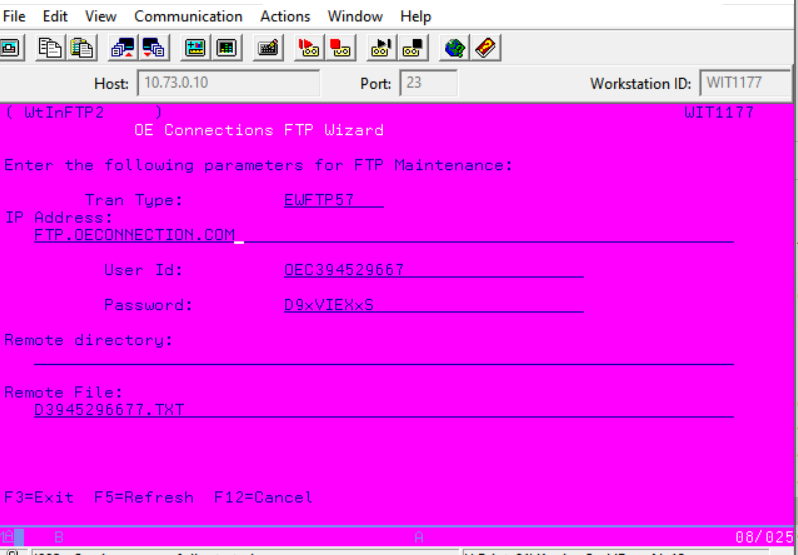 File Edit View Communication Actions Window Help
Host: 10.73.0.10 Port: 23 Workstation ID: WIT1177
( WtInFTP2 ) WIT1177
OE Connections FTP Wizard
Enter the following parameters for FTP Maintenance:
Tran Type: EWFTP57
IP Address:
FTP.OECONNECTION.COM
User Id: OEC394529667
Password: D9xVIEXxS
Remote directory:
Remote File:
D3945296677.TXT
F3=Exit F5=Refresh F12=Cancel
B A 08/025